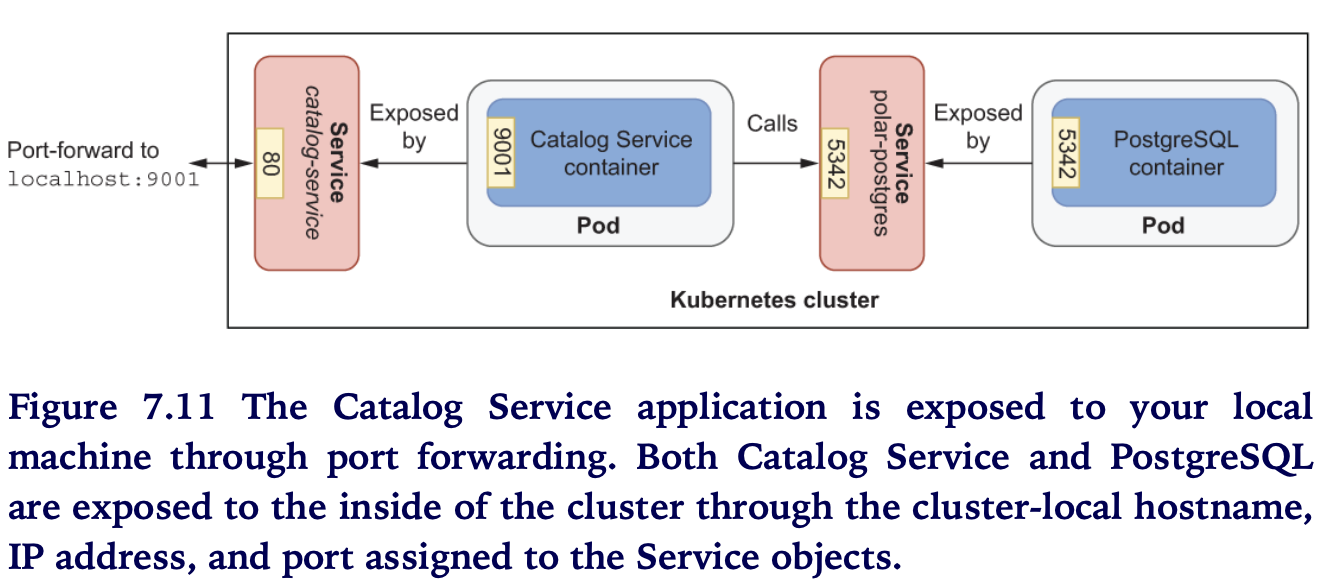 Port-forward to
localhost:9001
80
Service
catalog-service
Exposed
by
9001
Catalog Service
container
Pod
Calls
5342
Service
polar-postgres
Exposed
by
5342
PostgreSQL
container
Pod
Kubernetes cluster
Figure 7.11 The Catalog Service application is exposed to your local
machine through port forwarding. Both Catalog Service and PostgreSQL
are exposed to the inside of the cluster through the cluster-local hostname,
IP address, and port assigned to the Service objects.